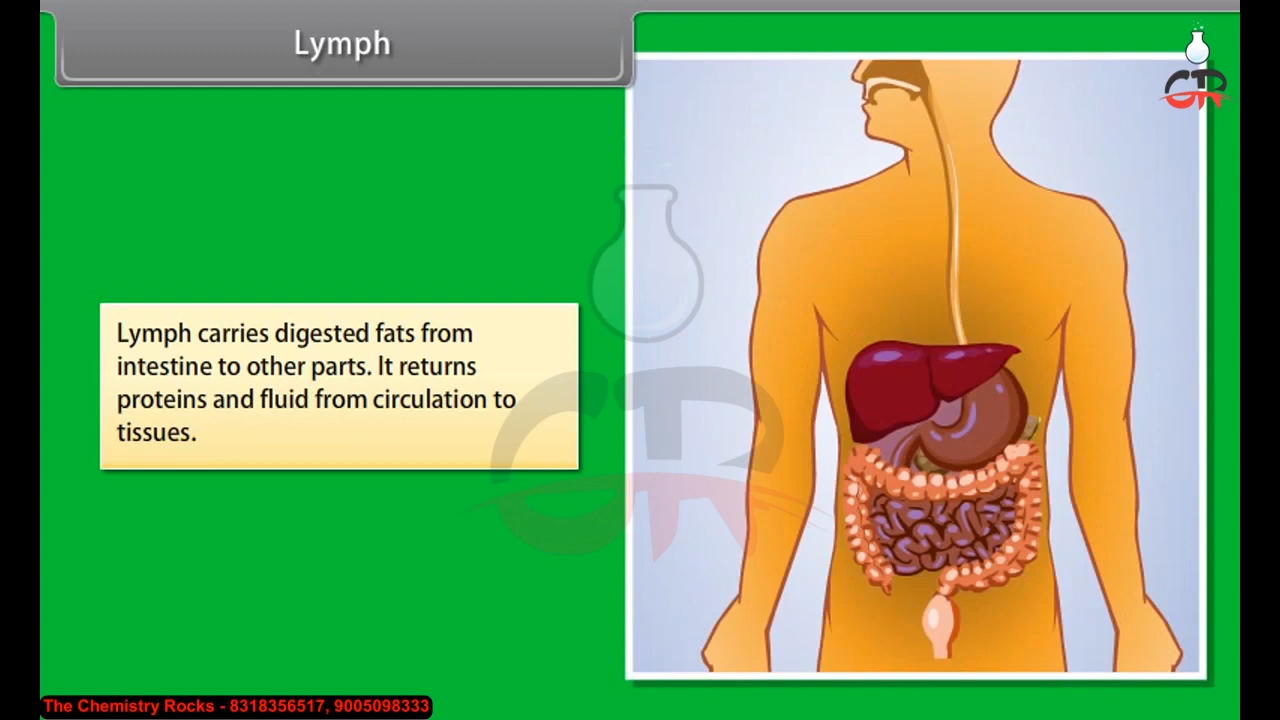 Lymph
Lymph carries digested fats from
intestine to other parts. It returns
proteins and fluid from circulation to
tissues.
The Chemistry Rocks - 8318356517, 9005098333